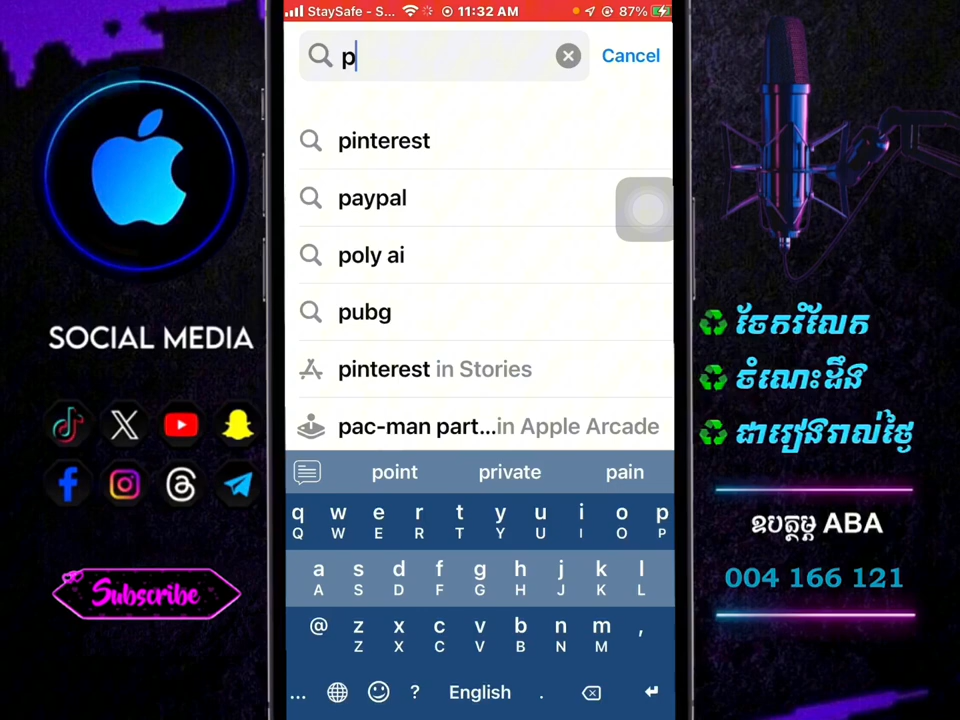 StaySafe - S... 11:32 AM 87%
p Cancel
pinterest
paypal
poly ai
pubg
pinterest in Stories
pac-man part...in Apple Arcade
point private pain
q w e r t y u i o p
Q W E R T Y U I O P
a s d f g h j k l
A S D F G H J K L
@ z x c v b n m ,
Z X C V B N M
... ? English .
SOCIAL MEDIA
Subscribe
ចែករំលែក
ចំណេះដឹង
ជារៀងរាល់ថ្ងៃ
ឧបត្ថម្ភ ABA
004 166 121